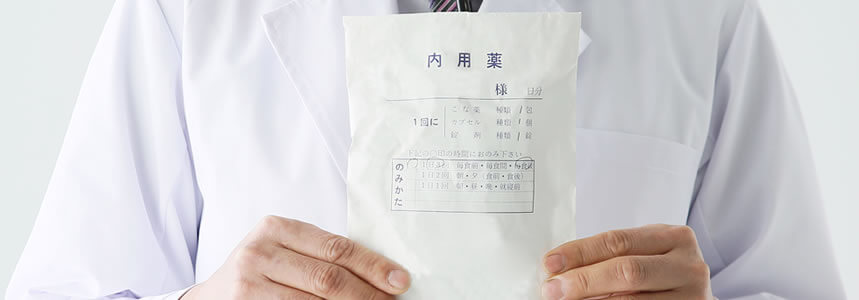 内用薬
様 日分
1回に
こな薬 種類 1 包
カプセル 種類 1 個
錠剤 種類 1 錠
下記の○印の時間におのみ下さい
のみかた
1日3回 毎食前・毎食間・毎食
1日2回 朝・夕(食前・食後)
1日1回 朝・昼・晩・就寝前